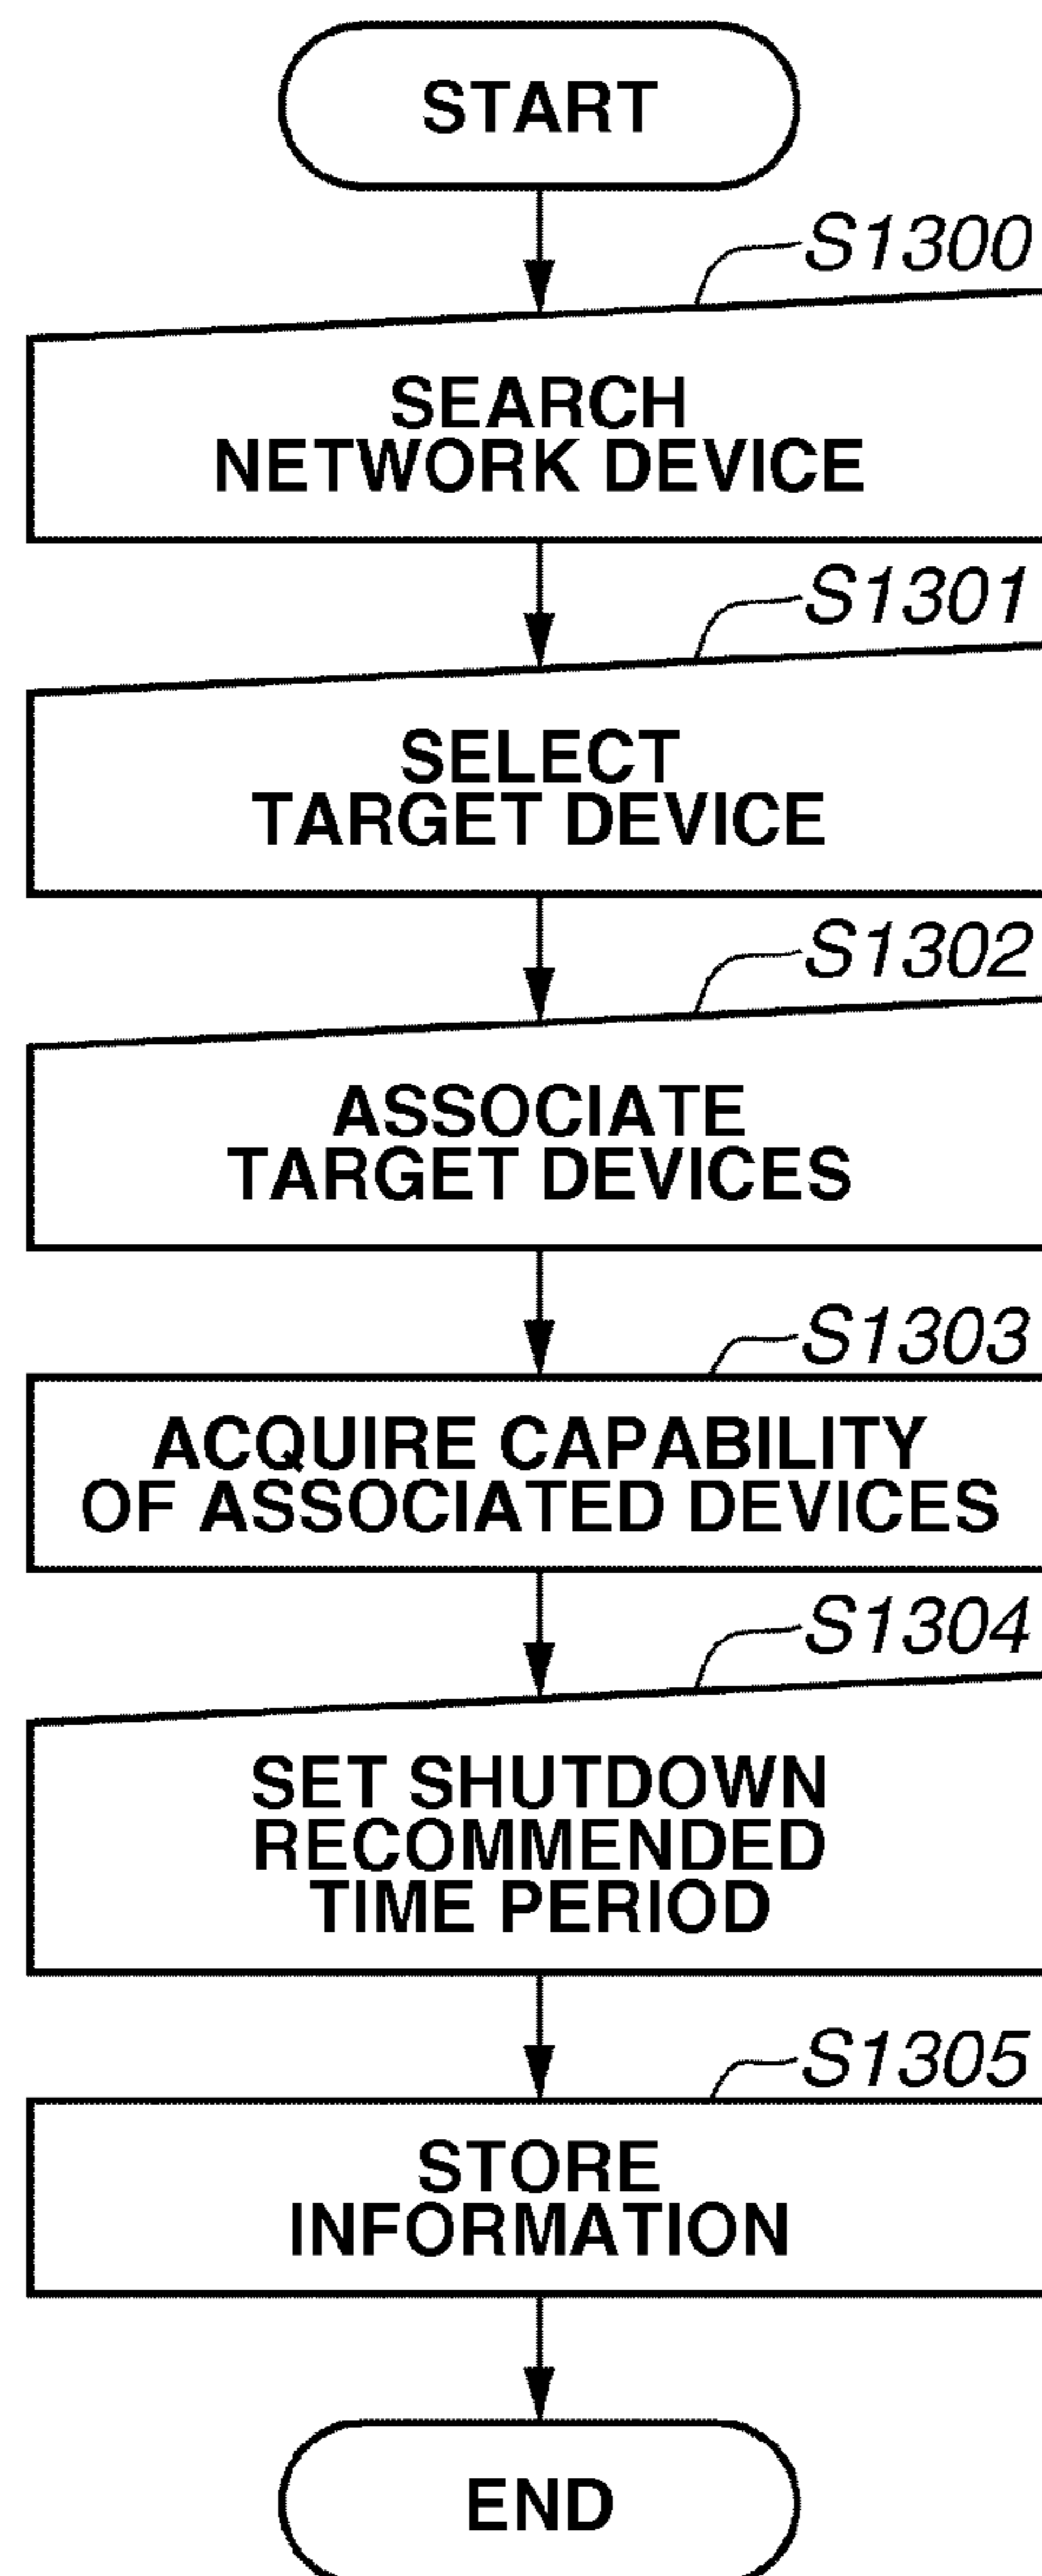 START
S1300
SEARCH
NETWORK DEVICE
S1301
SELECT
TARGET DEVICE
S1302
ASSOCIATE
TARGET DEVICES
S1303
ACQUIRE CAPABILITY
OF ASSOCIATED DEVICES
S1304
SET SHUTDOWN
RECOMMENDED
TIME PERIOD
S1305
STORE
INFORMATION
END